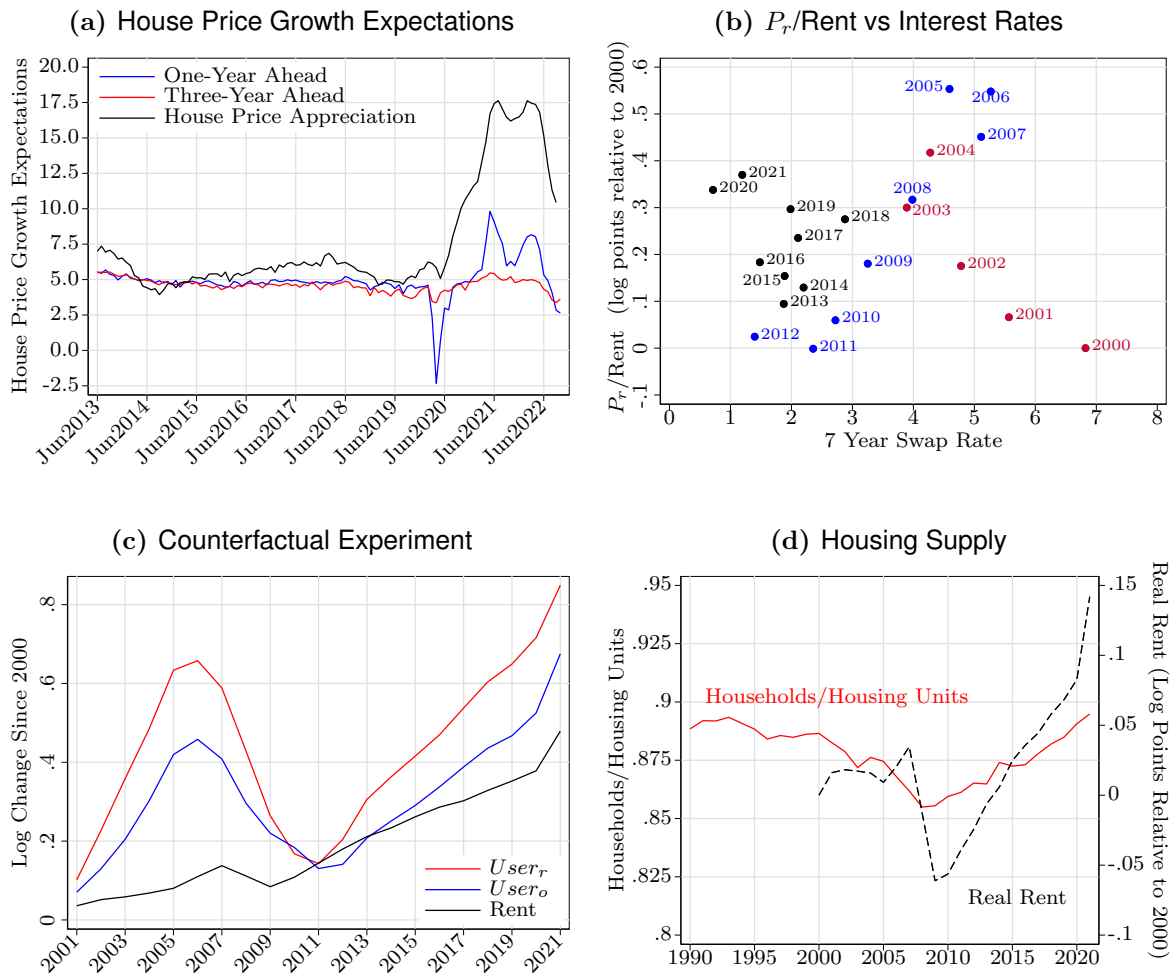 (a) House Price Growth Expectations
House Price Growth Expectations
20.0
17.5
15.0
12.5
10.0
7.5
5.0
2.5
0.0
-2.5
One-Year Ahead
Three-Year Ahead
House Price Appreciation
Jun2013
Jun2014
Jun2015
Jun2016
Jun2017
Jun2018
Jun2019
Jun2020
Jun2021
Jun2022
(b) P_r/Rent vs Interest Rates
P_r/Rent (log points relative to 2000)
.6
.5
.4
.3
.2
.1
0
-.1
2005
2006
2007
2004
2021
2020
2008
2003
2019
2018
2017
2016
2009
2002
2015
2014
2013
2010
2001
2012
2011
2000
0 1 2 3 4 5 6 7 8
7 Year Swap Rate
(c) Counterfactual Experiment
Log Change Since 2000
.8
.6
.4
.2
0
User_r
User_o
Rent
2001
2003
2005
2007
2009
2011
2013
2015
2017
2019
2021
(d) Housing Supply
Households/Housing Units
.95
.925
.9
.875
.85
.825
.8
Households/Housing Units
Real Rent
.15
.1
.05
0
-.05
-.1
Real Rent (Log Points Relative to 2000)
1990 1995 2000 2005 2010 2015 2020